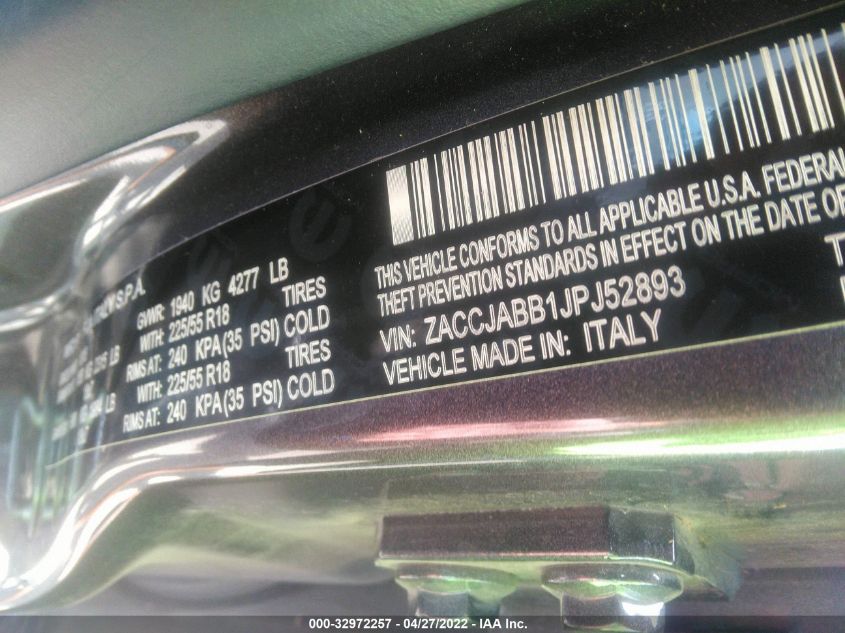 ITALY S.P.A.
GVWR: 1940 KG 4277 LB
WITH: 225/55 R18 TIRES
RIMS AT: 240 KPA(35 PSI) COLD
WITH: 225/55 R18 TIRES
RIMS AT: 240 KPA(35 PSI) COLD
THIS VEHICLE CONFORMS TO ALL APPLICABLE U.S.A. FEDERAL
THEFT PREVENTION STANDARDS IN EFFECT ON THE DATE OF
VIN: ZACCJABB1JPJ52893
VEHICLE MADE IN: ITALY
000-32972257 - 04/27/2022 - IAA Inc.